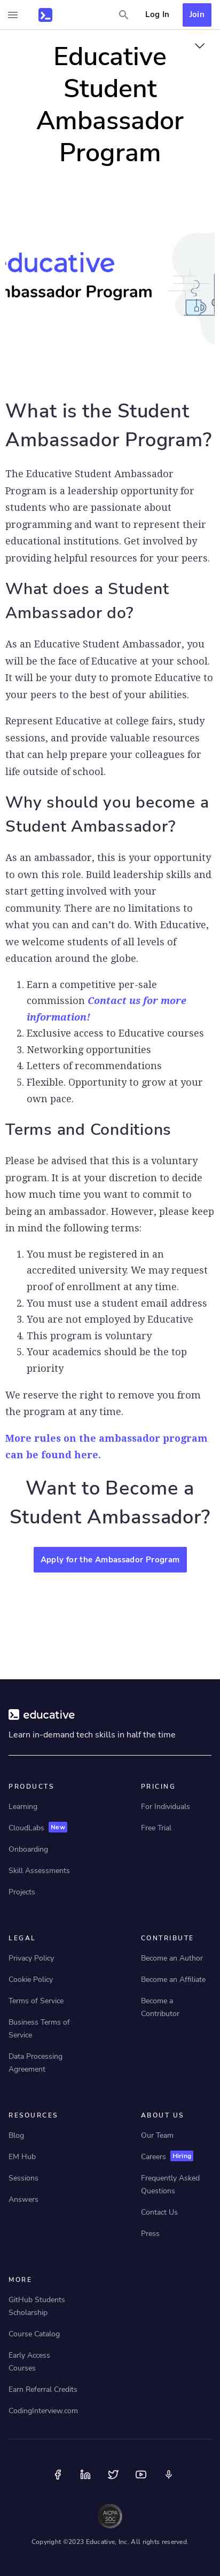 Log In
Join
Educative
Student
Ambassador
Program
educative
mbassador Program
What is the Student
Ambassador Program?
The Educative Student Ambassador
Program is a leadership opportunity for
students who are passionate about
programming and want to represent their
educational institutions. Get involved by
providing helpful resources for your peers.
What does a Student
Ambassador do?
As an Educative Student Ambassador, you
will be the face of Educative at your school.
It will be your duty to promote Educative to
your peers to the best of your abilities.
Represent Educative at college fairs, study
sessions, and provide valuable resources
that can help prepare your colleagues for
life outside of school.
Why should you become a
Student Ambassador?
As an ambassador, this is your opportunity
to own this role. Build leadership skills and
start getting involved with your
community. There are no limitations to
what you can and can't do. With Educative,
we welcome students of all levels of
education around the globe.
1. Earn a competitive per-sale
commission Contact us for more
information!
2. Exclusive access to Educative courses
3. Networking opportunities
4. Letters of recommendations
5. Flexible. Opportunity to grow at your
own pace.
Terms and Conditions
Please be advised that this is a voluntary
program. It is at your discretion to decide
how much time you want to commit to
being an ambassador. However, please keep
in mind the following terms:
1. You must be registered in an
accredited university. We may request
proof of enrollment at any time.
2. You must use a student email address
3. You are not employed by Educative
4. This program is voluntary
5. Your academics should be the top
priority
We reserve the right to remove you from
the program at any time.
More rules on the ambassador program
can be found here.
Want to Become a
Student Ambassador?
Apply for the Ambassador Program
educative
Learn in-demand tech skills in half the time
PRODUCTS
Learning
CloudLabs New
Onboarding
Skill Assessments
Projects
PRICING
For Individuals
Free Trial
LEGAL
Privacy Policy
Cookie Policy
Terms of Service
Business Terms of
Service
Data Processing
Agreement
CONTRIBUTE
Become an Author
Become an Affiliate
Become a
Contributor
RESOURCES
Blog
EM Hub
Sessions
Answers
ABOUT US
Our Team
Careers Hiring
Frequently Asked
Questions
Contact Us
Press
MORE
GitHub Students
Scholarship
Course Catalog
Early Access
Courses
Earn Referral Credits
CodingInterview.com
AICPA
SOC
Copyright ©2023 Educative, Inc. All rights reserved.